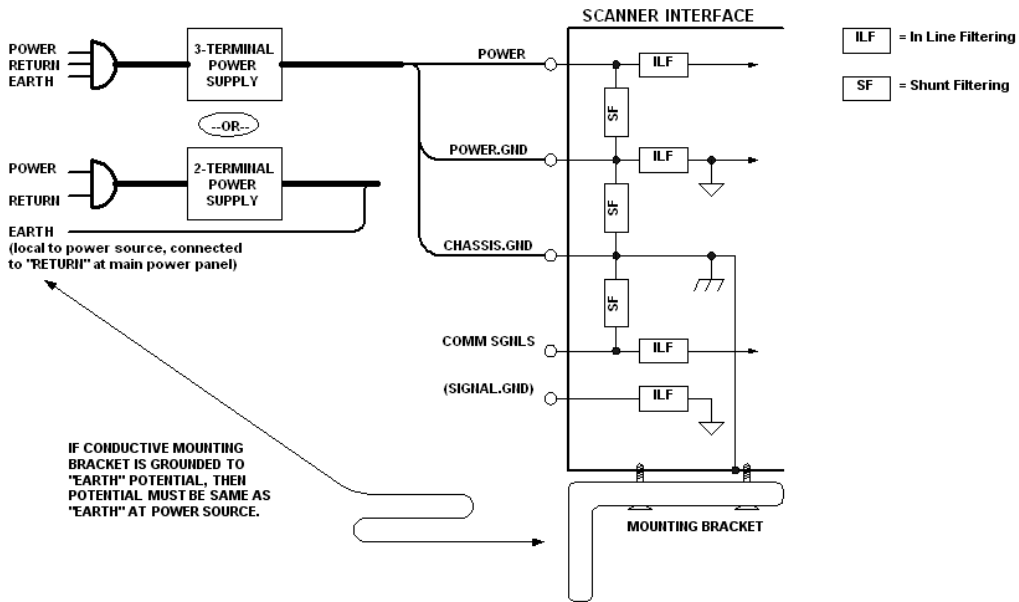 SCANNER INTERFACE
POWER
RETURN
EARTH
3-TERMINAL
POWER
SUPPLY
POWER
ILF
ILF
= In Line Filtering
SF
= Shunt Filtering
SF
--OR--
POWER
RETURN
2-TERMINAL
POWER
SUPPLY
POWER.GND
ILF
SF
EARTH
(local to power source, connected
to "RETURN" at main power panel)
CHASSIS.GND
SF
COMM SGNLS
ILF
(SIGNAL.GND)
ILF
IF CONDUCTIVE MOUNTING
BRACKET IS GROUNDED TO
"EARTH" POTENTIAL, THEN
POTENTIAL MUST BE SAME AS
"EARTH" AT POWER SOURCE.
MOUNTING BRACKET